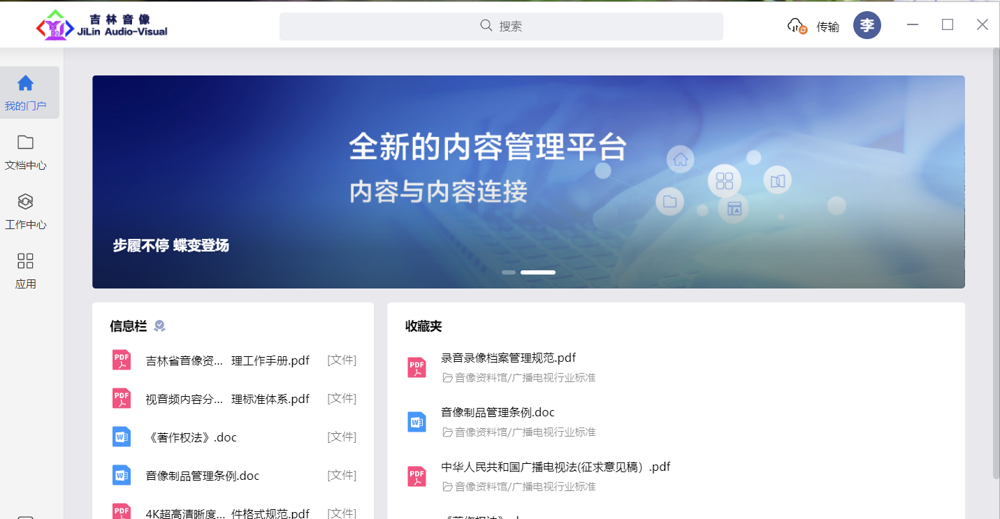 吉林音像
JiLin Audio-Visual
搜索
传输
李
我的门户
文档中心
工作中心
应用
全新的内容管理平台
内容与内容连接
A
步履不停 蝶变登场
信息栏
PDF
吉林省音像资... 理工作手册.pdf
[文件]
PDF
视音频内容分... 理标准体系.pdf
[文件]
W
《著作权法》.doc
[文件]
W
音像制品管理条例.doc
[文件]
PDF
4K超高清晰度... 件格式规范.pdf
[文件]
收藏夹
PDF
录音录像档案管理规范.pdf
音像资料馆/广播电视行业标准
W
音像制品管理条例.doc
音像资料馆/广播电视行业标准
PDF
中华人民共和国广播电视法(征求意见稿）.pdf
音像资料馆/广播电视行业标准